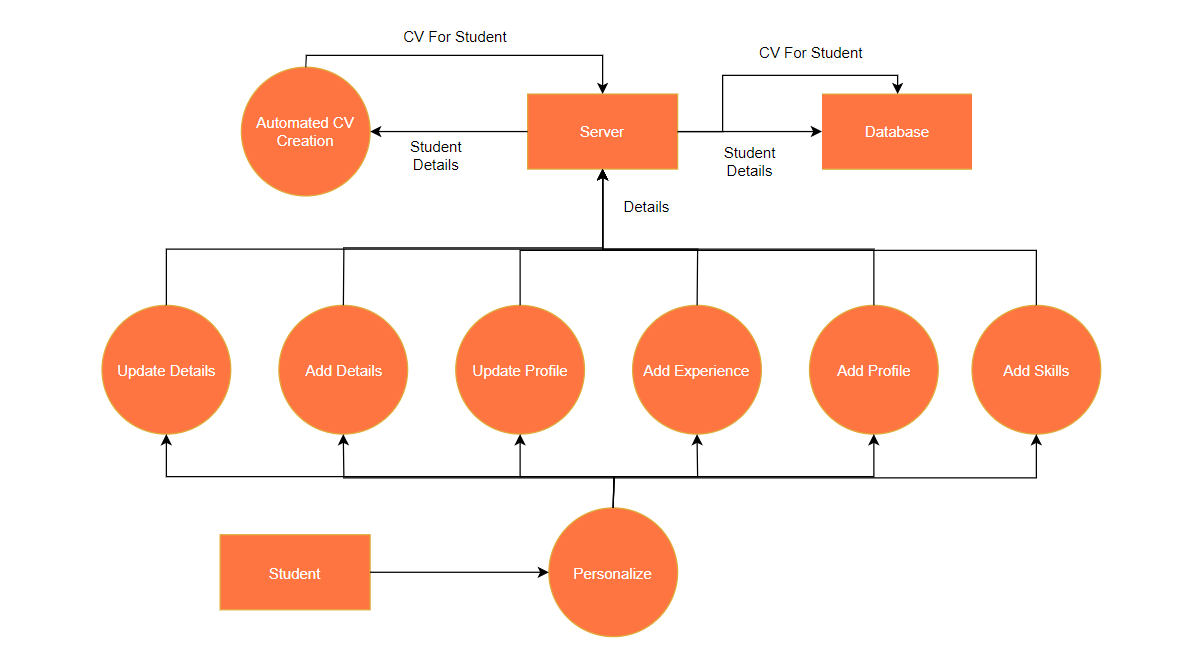 CV For Student
CV For Student
Automated CV
Creation
Server
Database
Student
Details
Student
Details
Details
Update Details
Add Details
Update Profile
Add Experience
Add Profile
Add Skills
Student
Personalize